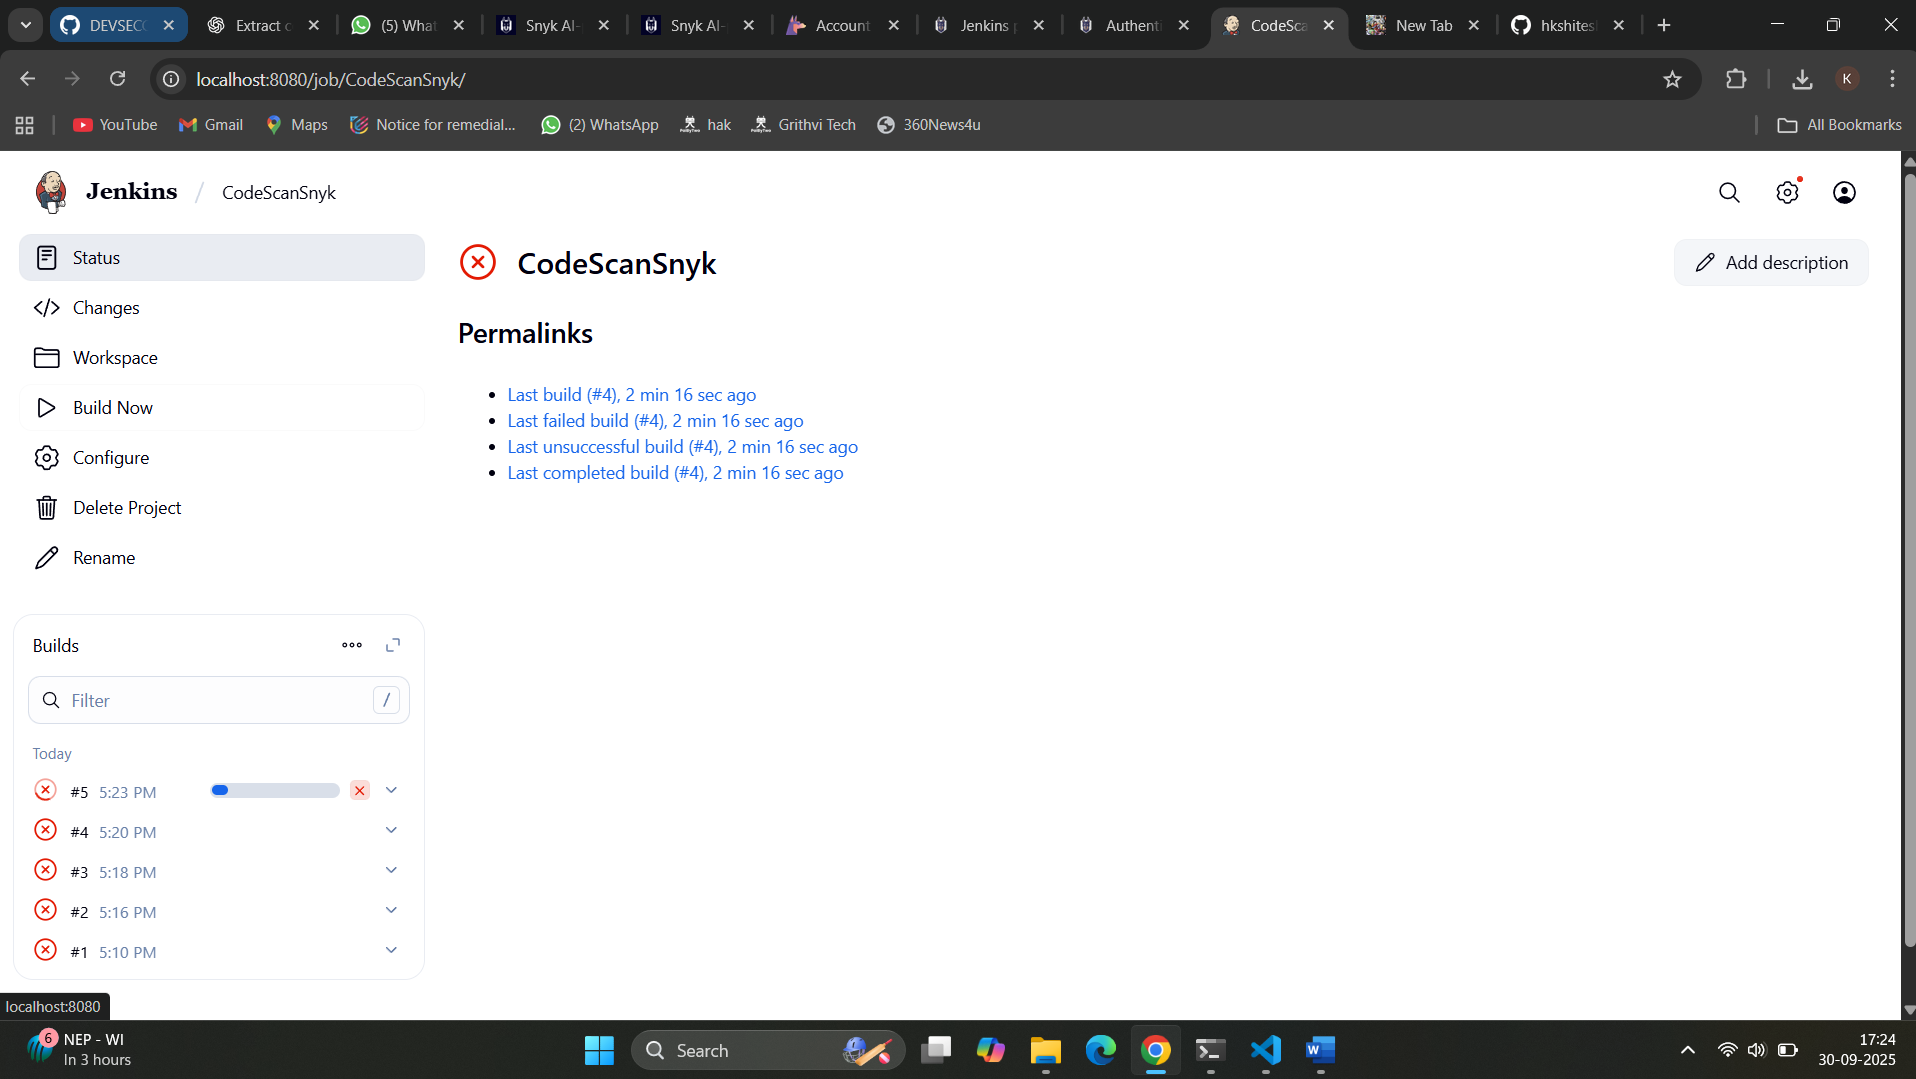 DEVSECO
Extract c
(5) What
Snyk AI-
Snyk AI-
Account
Jenkins p
Authenti
CodeSca
New Tab
hkshitesh
localhost:8080/job/CodeScanSnyk/
K
YouTube
Gmail
Maps
Notice for remedial...
(2) WhatsApp
hak
Grithvi Tech
360News4u
All Bookmarks
Jenkins / CodeScanSnyk
Status
Changes
Workspace
Build Now
Configure
Delete Project
Rename
CodeScanSnyk
Add description
Permalinks
Last build (#4), 2 min 16 sec ago
Last failed build (#4), 2 min 16 sec ago
Last unsuccessful build (#4), 2 min 16 sec ago
Last completed build (#4), 2 min 16 sec ago
Builds
Filter /
Today
#5 5:23 PM
#4 5:20 PM
#3 5:18 PM
#2 5:16 PM
#1 5:10 PM
localhost:8080
6
NEP - WI
In 3 hours
Search
17:24
30-09-2025